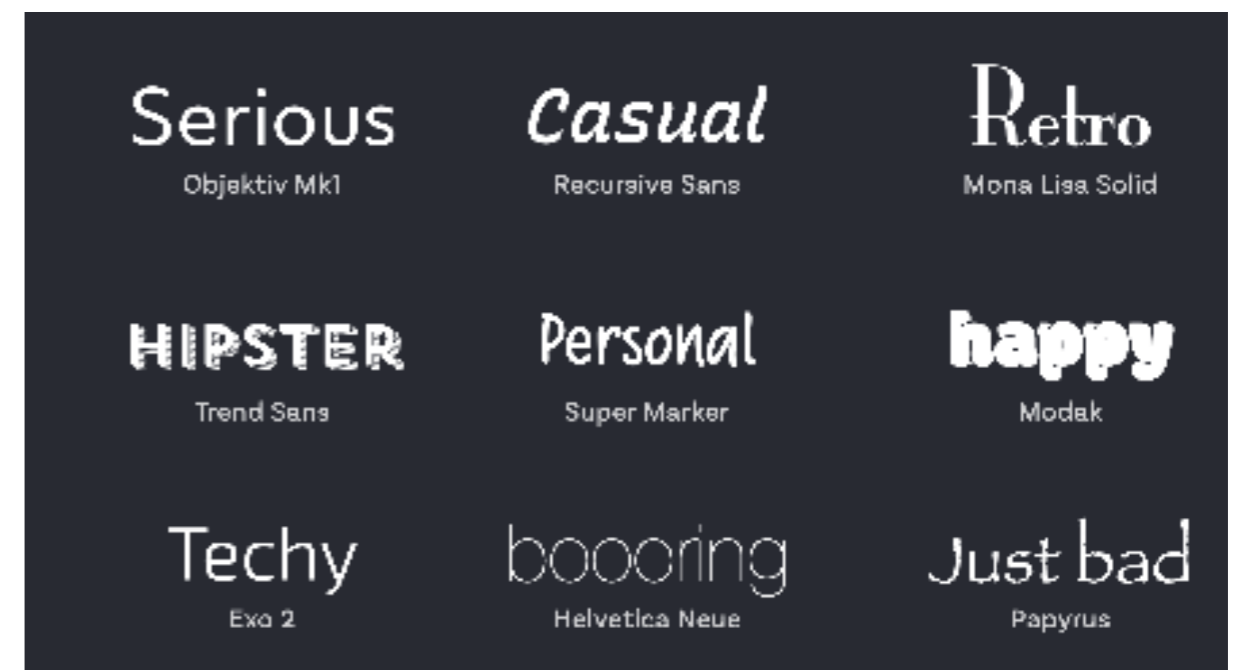 Serious
Casual
Retro
Objektiv Mk1
Recursive Sans
Mona Lisa Solid
HIPSTER
Personal
happy
Trend Sans
Super Marker
Modak
Techy
boooring
Just bad
Exo 2
Helvetica Neue
Papyrus